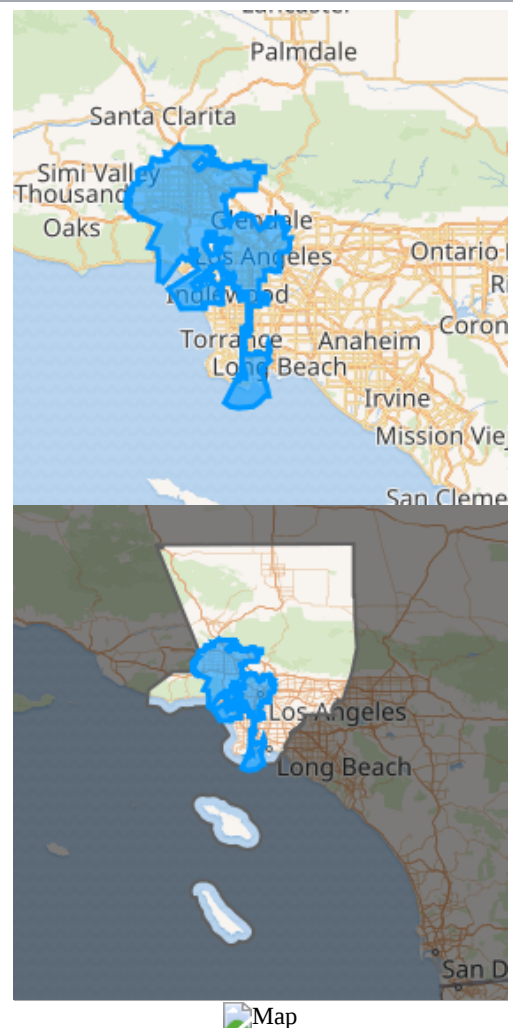 Lancaster
Palmdale
Santa Clarita
Simi Valley
Thousand
Oaks
Glendale
Los Angeles
Ontario
Inglewood
Torrance
Anaheim
Coron
Long Beach
Irvine
Mission Vie
San Cleme
Los Angeles
Long Beach
San D
Map